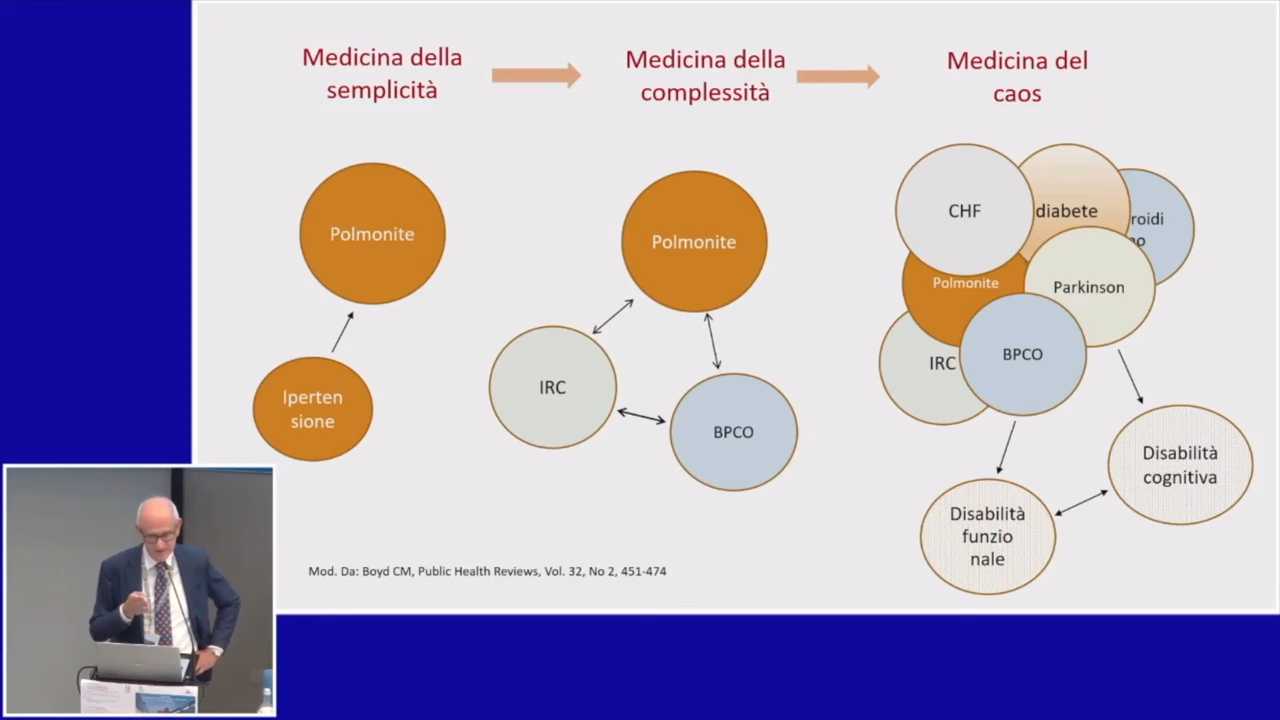 Medicina della
semplicità
Medicina della
complessità
Medicina del
caos
Polmonite
Iperten
sione
Polmonite
IRC
BPCO
CHF
diabete
Polmonite
Parkinson
IRC
BPCO
Disabilità
cognitiva
Disabilità
funzio
nale
Mod. Da: Boyd CM, Public Health Reviews, Vol. 32, No 2, 451-474